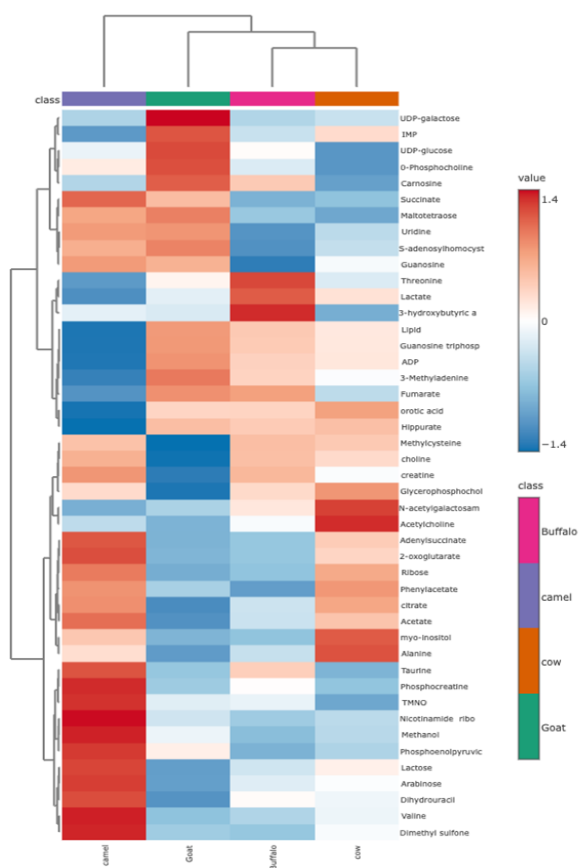 class
UDP-galactose
IMP
UDP-glucose
0-Phosphocholine
Carnosine
Succinate
Maltotetraose
Uridine
S-adenosylhomocyst
Guanosine
Threonine
Lactate
3-hydroxybutyric a
Lipid
Guanosine triphosp
ADP
3-Methyladenine
Fumarate
orotic acid
Hippurate
Methylcysteine
choline
creatine
Glycerophosphochol
N-acetylgalactosam
Acetylcholine
Adenylsuccinate
2-oxoglutarate
Ribose
Phenylacetate
citrate
Acetate
myo-inositol
Alanine
Taurine
Phosphocreatine
TMNO
Nicotinamide ribo
Methanol
Phosphoenolpyruvic
Lactose
Arabinose
Dihydrouracil
Valine
Dimethyl sulfone
camel
Goat
Buffalo
cow
value
1.4
0
−1.4
class
Buffalo
camel
cow
Goat